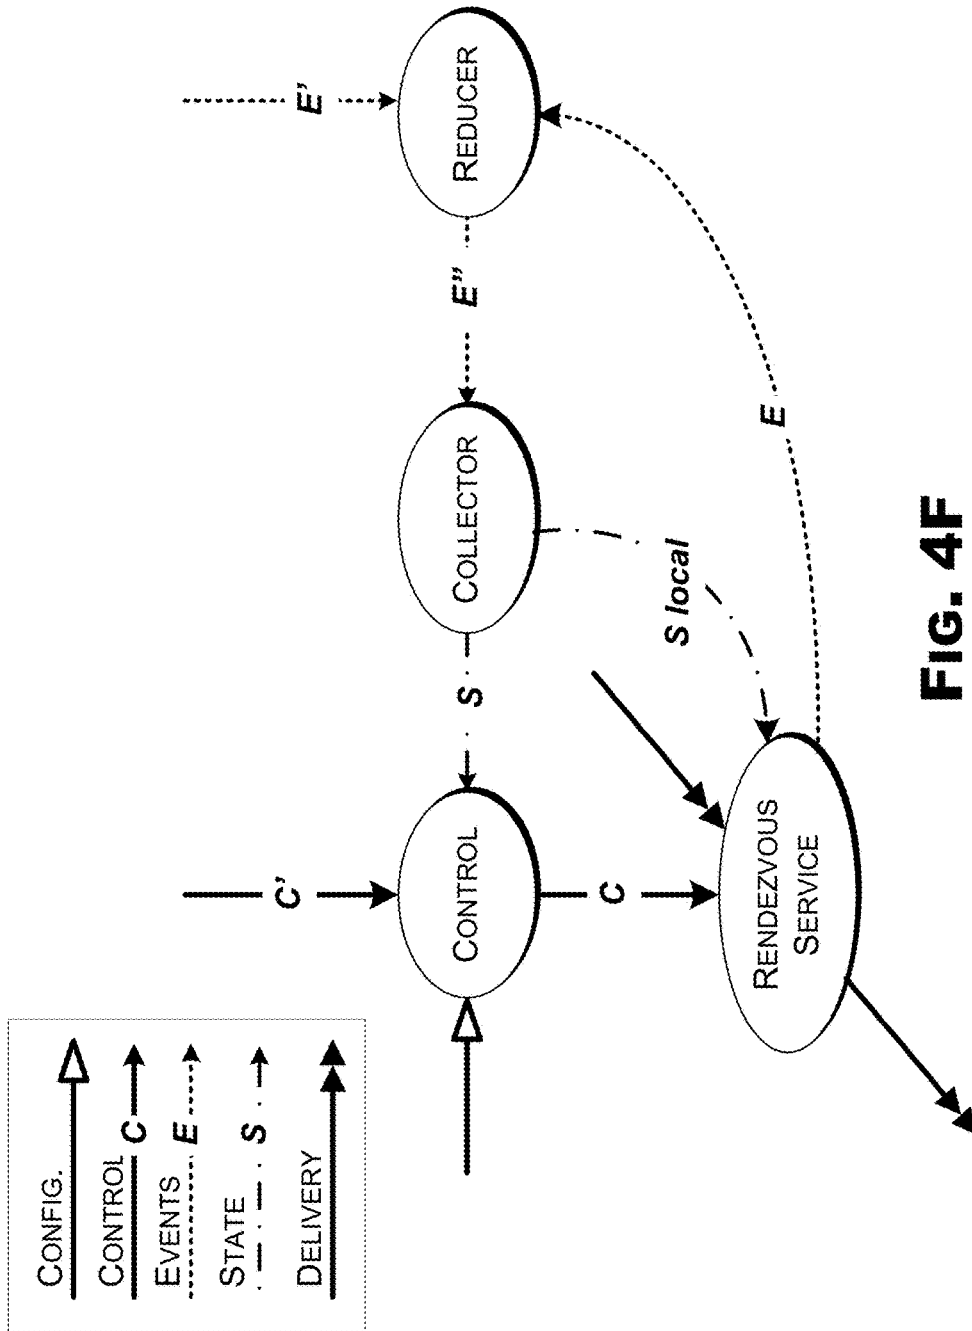 CONFIG.
CONTROL
C
EVENTS
E
STATE
S
DELIVERY
C'
E'
CONTROL
S
COLLECTOR
E"
REDUCER
C
S local
RENDEZVOUS
SERVICE
E
FIG. 4F